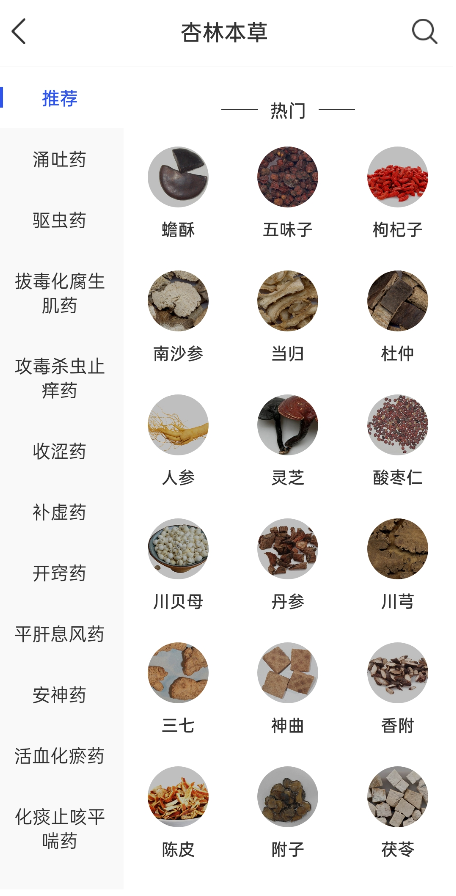 杏林本草
推荐
涌吐药
驱虫药
拔毒化腐生
肌药
攻毒杀虫止
痒药
收涩药
补虚药
开窍药
平肝息风药
安神药
活血化瘀药
化痰止咳平
喘药
热门
蟾酥
五味子
枸杞子
南沙参
当归
杜仲
人参
灵芝
酸枣仁
川贝母
丹参
川芎
三七
神曲
香附
陈皮
附子
茯苓